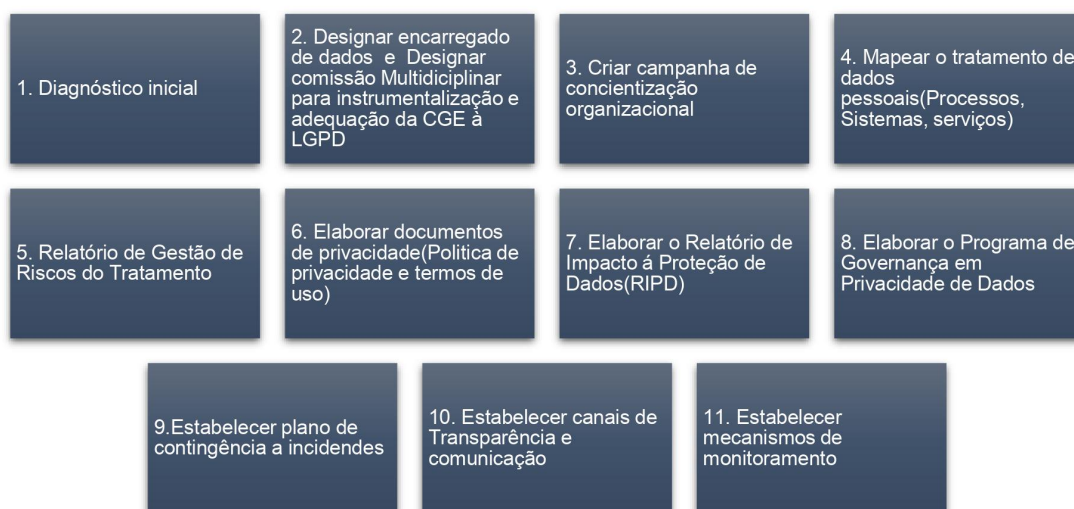 1. Diagnóstico inicial
2. Designar encarregado
de dados e Designar
comissão Multidiciplinar
para instrumentalização e
adequação da CGE à
LGPD
3. Criar campanha de
concientização
organizacional
4. Mapear o tratamento de
dados
pessoais(Processos,
Sistemas, serviços)
5. Relatório de Gestão de
Riscos do Tratamento
6. Elaborar documentos
de privacidade(Politica de
privacidade e termos de
uso)
7. Elaborar o Relatório de
Impacto á Proteção de
Dados(RIPD)
8. Elaborar o Programa de
Governança em
Privacidade de Dados
9.Estabelecer plano de
contingência a incidendes
10. Estabelecer canais de
Transparência e
comunicação
11. Estabelecer
mecanismos de
monitoramento